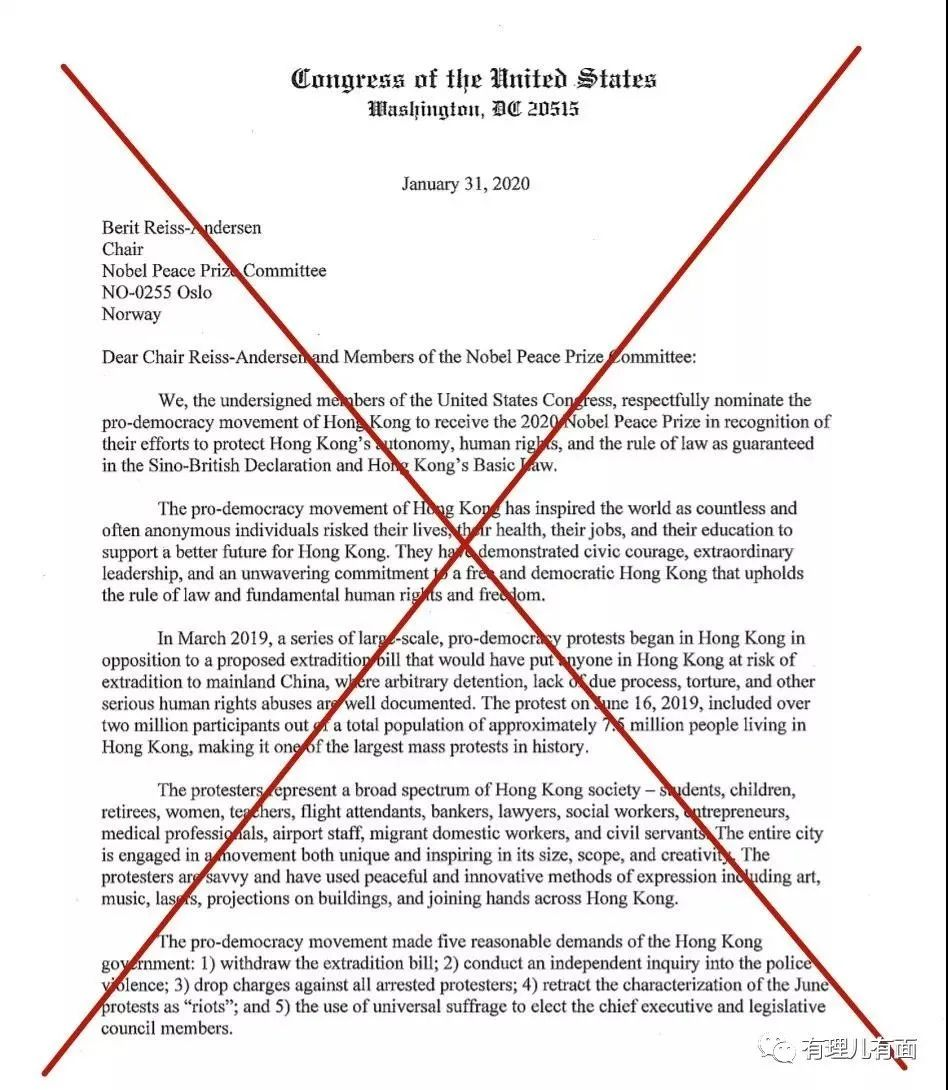 Congress of the United States
Washington, DC 20515
January 31, 2020
Berit Reiss-Andersen
Chair
Nobel Peace Prize Committee
NO-0255 Oslo
Norway
Dear Chair Reiss-Andersen and Members of the Nobel Peace Prize Committee:
We, the undersigned members of the United States Congress, respectfully nominate the
pro-democracy movement of Hong Kong to receive the 2020 Nobel Peace Prize in recognition of
their efforts to protect Hong Kong's autonomy, human rights, and the rule of law as guaranteed
in the Sino-British Declaration and Hong Kong's Basic Law.
The pro-democracy movement of Hong Kong has inspired the world as countless and
often anonymous individuals risked their lives, their health, their jobs, and their education to
support a better future for Hong Kong. They have demonstrated civic courage, extraordinary
leadership, and an unwavering commitment to a free and democratic Hong Kong that upholds
the rule of law and fundamental human rights and freedom.
In March 2019, a series of large-scale, pro-democracy protests began in Hong Kong in
opposition to a proposed extradition bill that would have put anyone in Hong Kong at risk of
extradition to mainland China, where arbitrary detention, lack of due process, torture, and other
serious human rights abuses are well documented. The protest on June 16, 2019, included over
two million participants out of a total population of approximately 7.5 million people living in
Hong Kong, making it one of the largest mass protests in history.
The protesters represent a broad spectrum of Hong Kong society – students, children,
retirees, women, teachers, flight attendants, bankers, lawyers, social workers, entrepreneurs,
medical professionals, airport staff, migrant domestic workers, and civil servants. The entire city
is engaged in a movement both unique and inspiring in its size, scope, and creativity. The
protesters are savvy and have used peaceful and innovative methods of expression including art,
music, lasers, projections on buildings, and joining hands across Hong Kong.
The pro-democracy movement made five reasonable demands of the Hong Kong
government: 1) withdraw the extradition bill; 2) conduct an independent inquiry into the police
violence; 3) drop charges against all arrested protesters; 4) retract the characterization of the June
protests as "riots"; and 5) the use of universal suffrage to elect the chief executive and legislative
council members.
有理儿有面